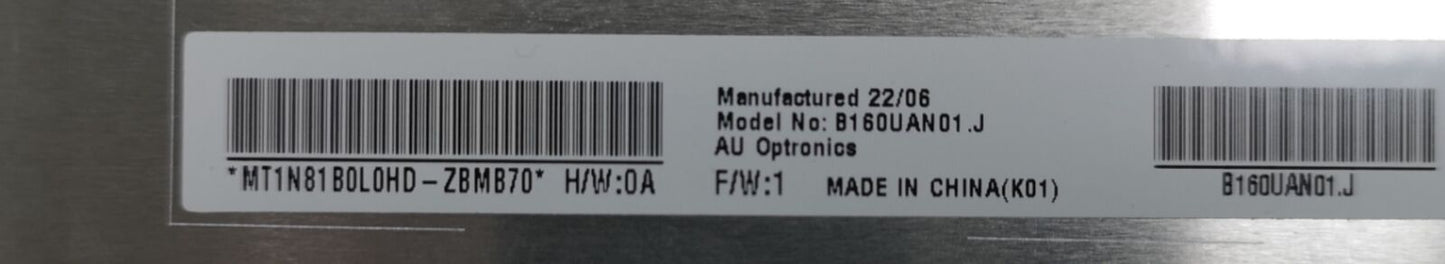 *MT1N81B0L0HD-ZBMB70* H/W:0A
Manufactured 22/06
Model No: B160UAN01.J
AU Optronics
F/W:1 MADE IN CHINA(K01)
B160UAN01.J